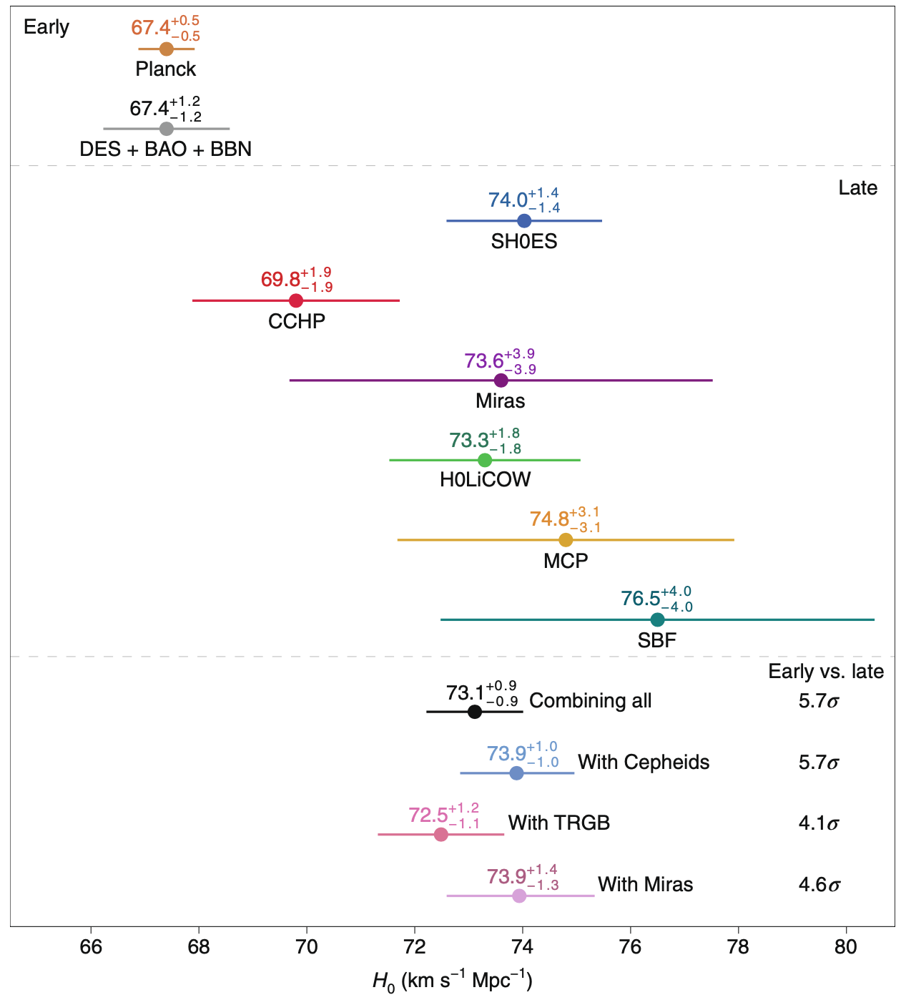 Early
67.4+0.5−0.5
Planck
67.4+1.2−1.2
DES + BAO + BBN
Late
74.0+1.4−1.4
SH0ES
69.8+1.9−1.9
CCHP
73.6+3.9−3.9
Miras
73.3+1.8−1.8
H0LiCOW
74.8+3.1−3.1
MCP
76.5+4.0−4.0
SBF
Early vs. late
73.1+0.9−0.9 Combining all 5.7σ
73.9+1.0−1.0 With Cepheids 5.7σ
72.5+1.2−1.1 With TRGB 4.1σ
73.9+1.4−1.3 With Miras 4.6σ
66 68 70 72 74 76 78 80
H0 (km s−1 Mpc−1)